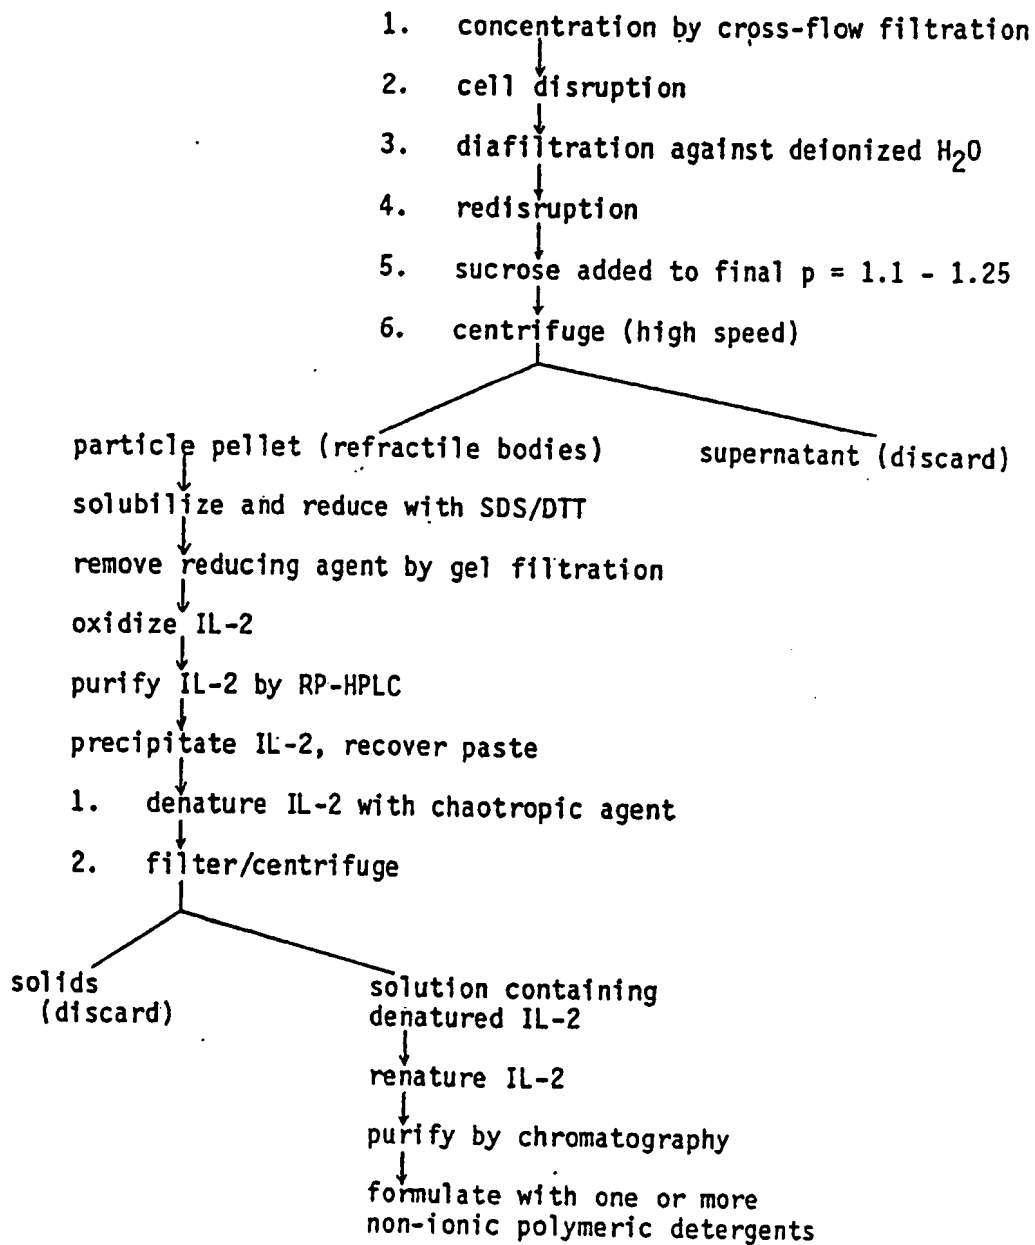 1. concentration by cross-flow filtration
2. cell disruption
3. diafiltration against deionized H2O
4. redisruption
5. sucrose added to final p = 1.1 - 1.25
6. centrifuge (high speed)
particle pellet (refractile bodies)
supernatant (discard)
solubilize and reduce with SDS/DTT
remove reducing agent by gel filtration
oxidize IL-2
purify IL-2 by RP-HPLC
precipitate IL-2, recover paste
1. denature IL-2 with chaotropic agent
2. filter/centrifuge
solids
(discard)
solution containing
denatured IL-2
renature IL-2
purify by chromatography
formulate with one or more
non-ionic polymeric detergents